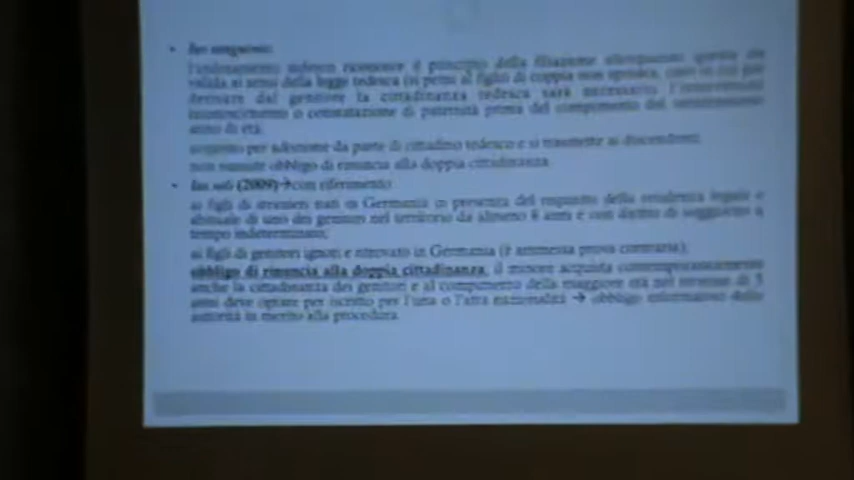 • Ius sanguinis:
l'ordinamento tedesco riconosce il principio della filiazione
valida ai sensi della legge tedesca (si pensi al figlio di coppia non sposata, caso in cui per
derivare dal genitore la cittadinanza tedesca sarà necessario
riconoscimento o constatazione di paternità prima del compimento del
anno di età.
acquisto per adozione da parte di cittadino tedesco e si trasmette ai discendenti;
non sussiste obbligo di rinuncia alla doppia cittadinanza.
• Ius soli (2009)→con riferimento:
ai figli di stranieri nati in Germania in presenza del requisito della residenza legale e
abituale di uno dei genitori nel territorio da almeno 8 anni e con diritto di soggiorno a
tempo indeterminato;
ai figli di genitori ignoti e ritrovato in Germania (è ammessa prova contraria);
obbligo di rinuncia alla doppia cittadinanza, il minore acquista contemporaneamente
anche la cittadinanza dei genitori e al compimento della maggiore età nel termine di 5
anni deve optare per iscritto per l'una o l'altra nazionalità → obbligo informativo delle
autorità in merito alla procedura.